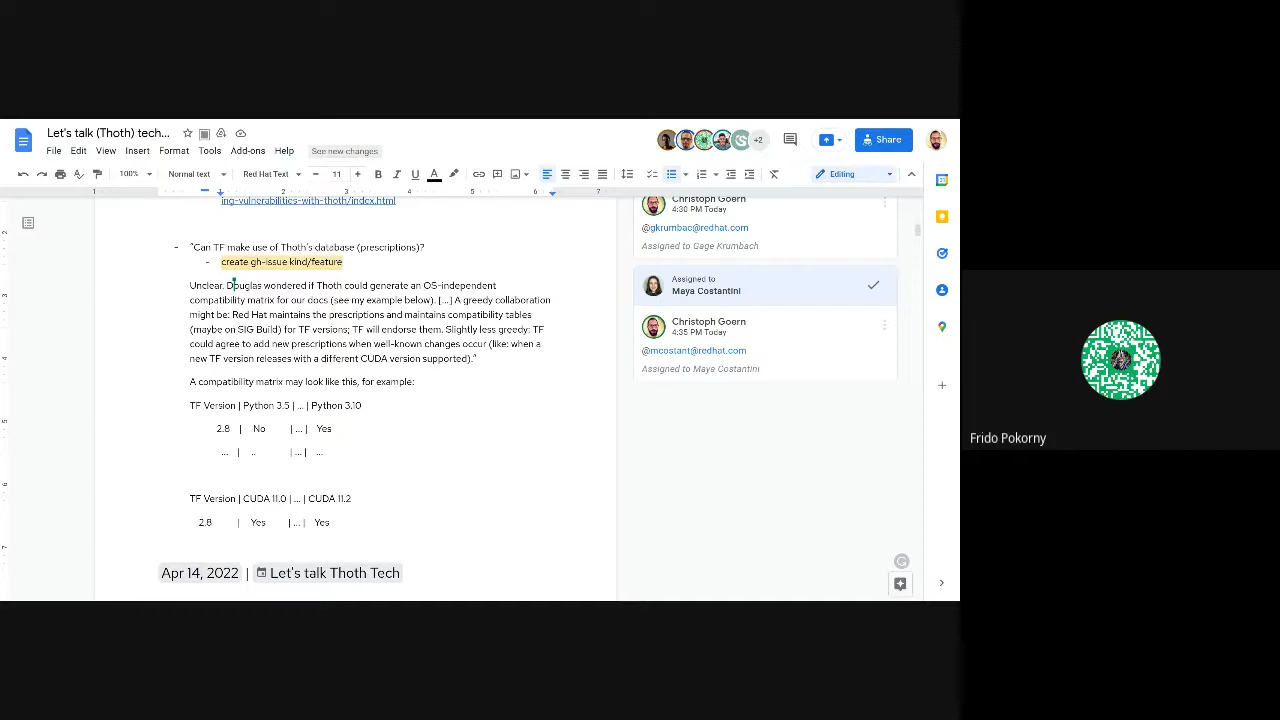 Let's talk (Thoth) tech...
+2
Share
File Edit View Insert Format Tools Add-ons Help See new changes
100% Normal text Red Hat Text 11 B I U A Editing
1 1 2 3 4 5 6 7
ing-vulnerabilities-with-thoth/index.html
- "Can TF make use of Thoth's database (prescriptions)?
- create gh-issue kind/feature
Unclear. Douglas wondered if Thoth could generate an OS-independent
compatibility matrix for our docs (see my example below). [...] A greedy collaboration
might be: Red Hat maintains the prescriptions and maintains compatibility tables
(maybe on SIG Build) for TF versions; TF will endorse them. Slightly less greedy: TF
could agree to add new prescriptions when well-known changes occur (like: when a
new TF version releases with a different CUDA version supported)."
A compatibility matrix may look like this, for example:
TF Version | Python 3.5 | ... | Python 3.10
2.8 | No | ... | Yes
... | .. | ... | ...
TF Version | CUDA 11.0 | ... | CUDA 11.2
2.8 | Yes | ... | Yes
Apr 14, 2022 | Let's talk Thoth Tech
Christoph Goern
4:30 PM Today
@gkrumbac@redhat.com
Assigned to Gage Krumbach
Assigned to
Maya Costantini
Christoph Goern
4:35 PM Today
@mcostant@redhat.com
Assigned to Maya Costantini
Frido Pokorny